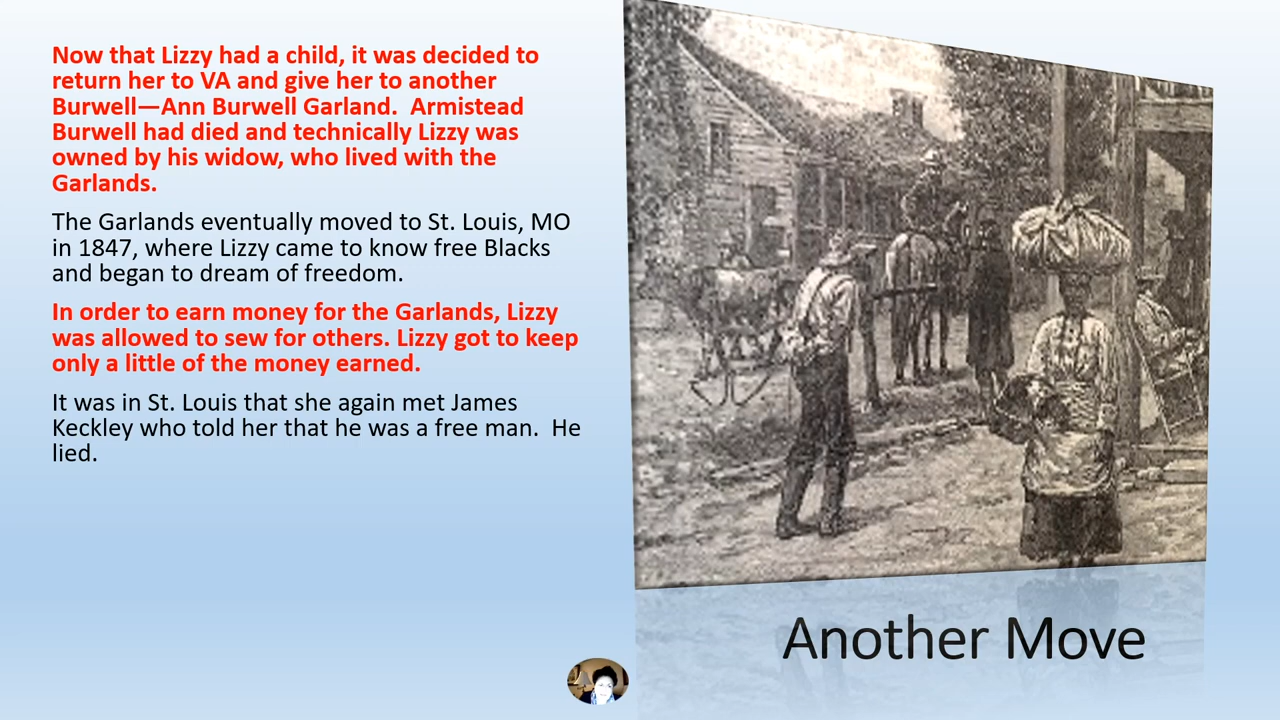 Now that Lizzy had a child, it was decided to
return her to VA and give her to another
Burwell—Ann Burwell Garland.  Armistead
Burwell had died and technically Lizzy was
owned by his widow, who lived with the
Garlands.
The Garlands eventually moved to St. Louis, MO
in 1847, where Lizzy came to know free Blacks
and began to dream of freedom.
In order to earn money for the Garlands, Lizzy
was allowed to sew for others. Lizzy got to keep
only a little of the money earned.
It was in St. Louis that she again met James
Keckley who told her that he was a free man.  He
lied.
Another Move